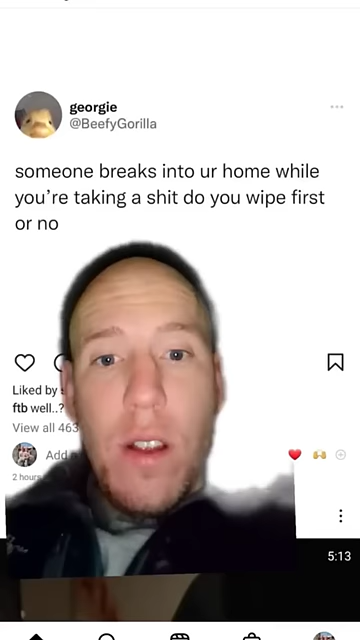 georgie
@BeefyGorilla
someone breaks into ur home while
you’re taking a shit do you wipe first
or no
Liked by
ftb well..?
View all 463
Add
2 hours
5:13